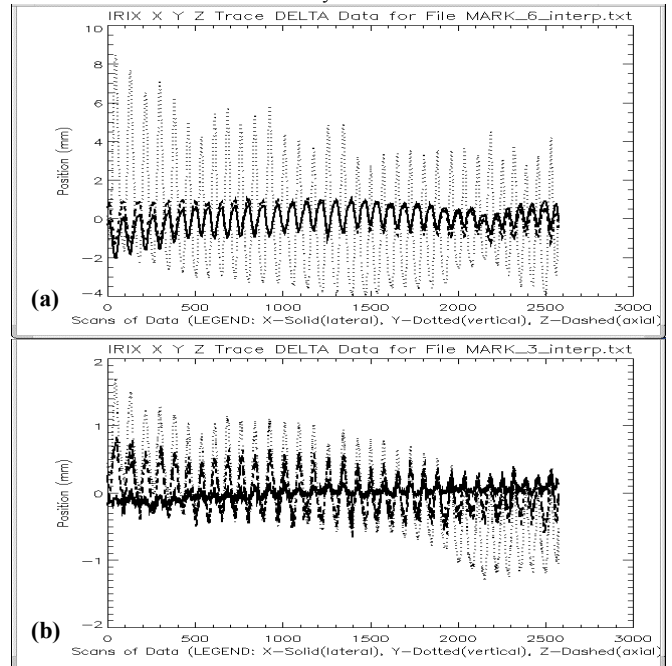 IRIX X Y Z Trace DELTA Data for File MARK_6_interp.txt
10
8
6
4
2
0
-2
-4
Position (mm)
(a)
0 500 1000 1500 2000 2500 3000
Scans of Data (LEGEND: X-Solid(lateral), Y-Dotted(vertical), Z-Dashed(axial)
IRIX X Y Z Trace DELTA Data for File MARK_3_interp.txt
2
1
0
-1
-2
Position (mm)
(b)
0 500 1000 1500 2000 2500 3000
Scans of Data (LEGEND: X-Solid(lateral), Y-Dotted(vertical), Z-Dashed(axial)